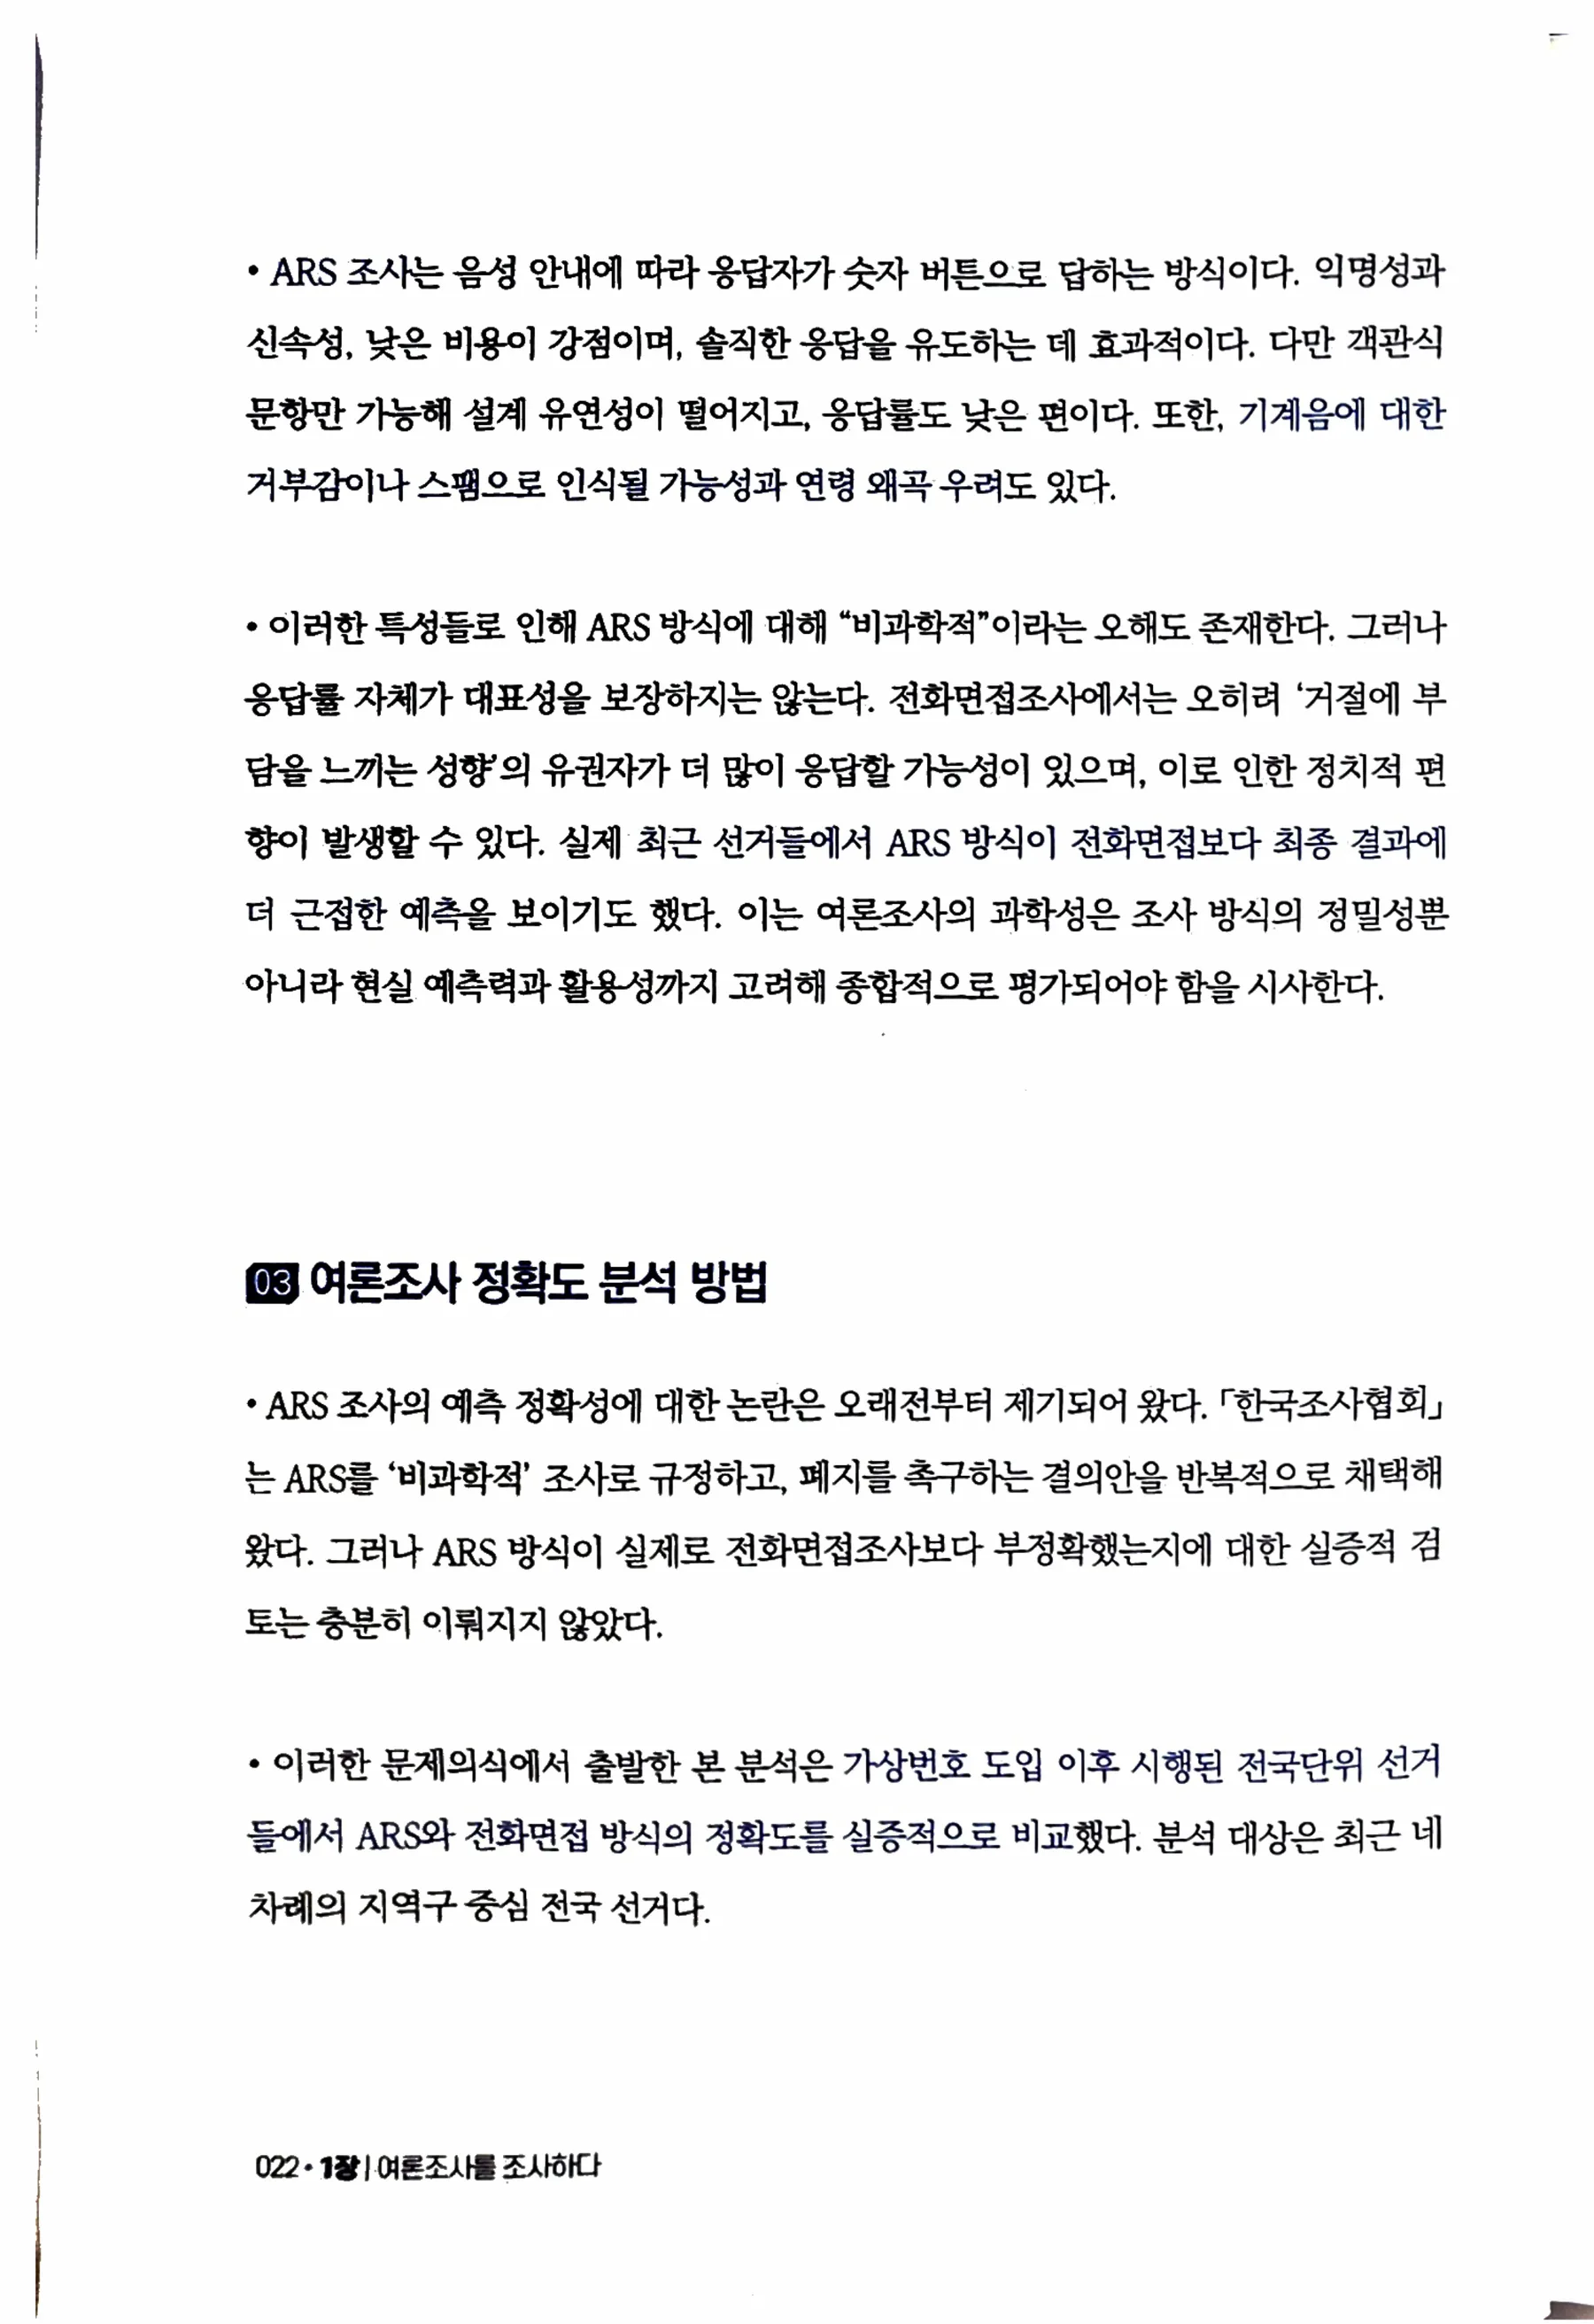 • ARS 조사는 음성 안내에 따라 응답자가 숫자 버튼으로 답하는 방식이다. 익명성과
신속성, 낮은 비용이 강점이며, 솔직한 응답을 유도하는 데 효과적이다. 다만 객관식
문항만 가능해 설계 유연성이 떨어지고, 응답률도 낮은 편이다. 또한, 기계음에 대한
거부감이나 스팸으로 인식될 가능성과 연령 왜곡 우려도 있다.
• 이러한 특성들로 인해 ARS 방식에 대해 “비과학적”이라는 오해도 존재한다. 그러나
응답률 자체가 대표성을 보장하지는 않는다. 전화면접조사에서는 오히려 ‘거절에 부
담을 느끼는 성향’의 유권자가 더 많이 응답할 가능성이 있으며, 이로 인한 정치적 편
향이 발생할 수 있다. 실제 최근 선거들에서 ARS 방식이 전화면접보다 최종 결과에
더 근접한 예측을 보이기도 했다. 이는 여론조사의 과학성은 조사 방식의 정밀성뿐
아니라 현실 예측력과 활용성까지 고려해 종합적으로 평가되어야 함을 시사한다.
03 여론조사 정확도 분석 방법
• ARS 조사의 예측 정확성에 대한 논란은 오래전부터 제기되어 왔다. 「한국조사협회」
는 ARS를 ‘비과학적’ 조사로 규정하고, 폐지를 촉구하는 결의안을 반복적으로 채택해
왔다. 그러나 ARS 방식이 실제로 전화면접조사보다 부정확했는지에 대한 실증적 검
토는 충분히 이뤄지지 않았다.
• 이러한 문제의식에서 출발한 본 분석은 가상번호 도입 이후 시행된 전국단위 선거
들에서 ARS와 전화면접 방식의 정확도를 실증적으로 비교했다. 분석 대상은 최근 네
차례의 지역구 중심 전국 선거다.
022 • 1장 | 여론조사를 조사하다